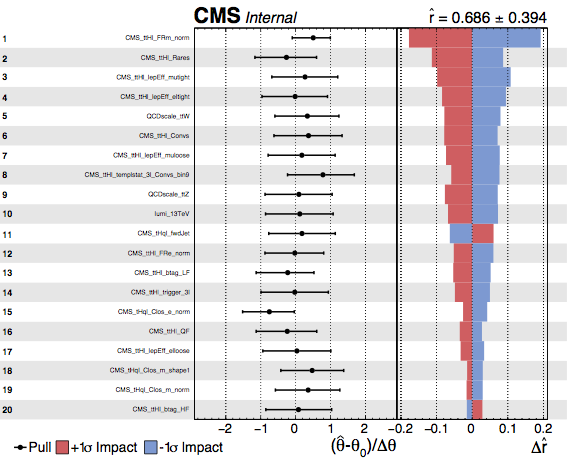 CMS Internal r̂ = 0.686 ± 0.394
1 CMS_ttHl_FRm_norm
2 CMS_ttHl_Rares
3 CMS_ttHl_lepEff_mutight
4 CMS_ttHl_lepEff_eltight
5 QCDscale_ttW
6 CMS_ttHl_Convs
7 CMS_ttHl_lepEff_muloose
8 CMS_ttHl_templstat_3l_Convs_bin9
9 QCDscale_ttZ
10 lumi_13TeV
11 CMS_tHql_fwdJet
12 CMS_ttHl_FRe_norm
13 CMS_ttHl_btag_LF
14 CMS_ttHl_trigger_3l
15 CMS_tHql_Clos_e_norm
16 CMS_ttHl_QF
17 CMS_ttHl_lepEff_elloose
18 CMS_tHql_Clos_m_shape1
19 CMS_tHql_Clos_m_norm
20 CMS_ttHl_btag_HF
−2 −1 0 1 2 −0.2 −0.1 0 0.1 0.2
Pull +1σ Impact -1σ Impact (θ̂-θ₀)/Δθ Δr̂